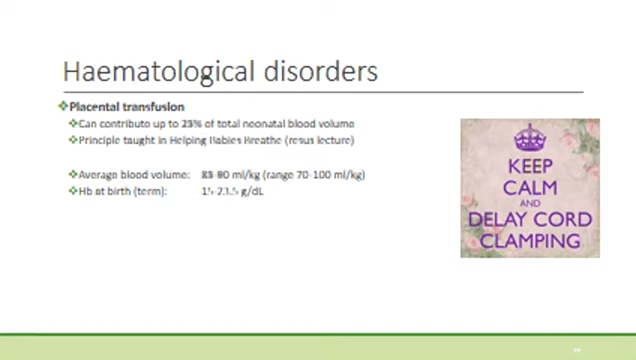 Haematological disorders
Placental transfusion
Can contribute up to 25% of total neonatal blood volume
Principle taught in Helping Babies Breathe (resus lecture)
Average blood volume: ml/kg (range 70-100 ml/kg)
Hb at birth (term): g/dL
KEEP
CALM
AND
DELAY CORD
CLAMPING